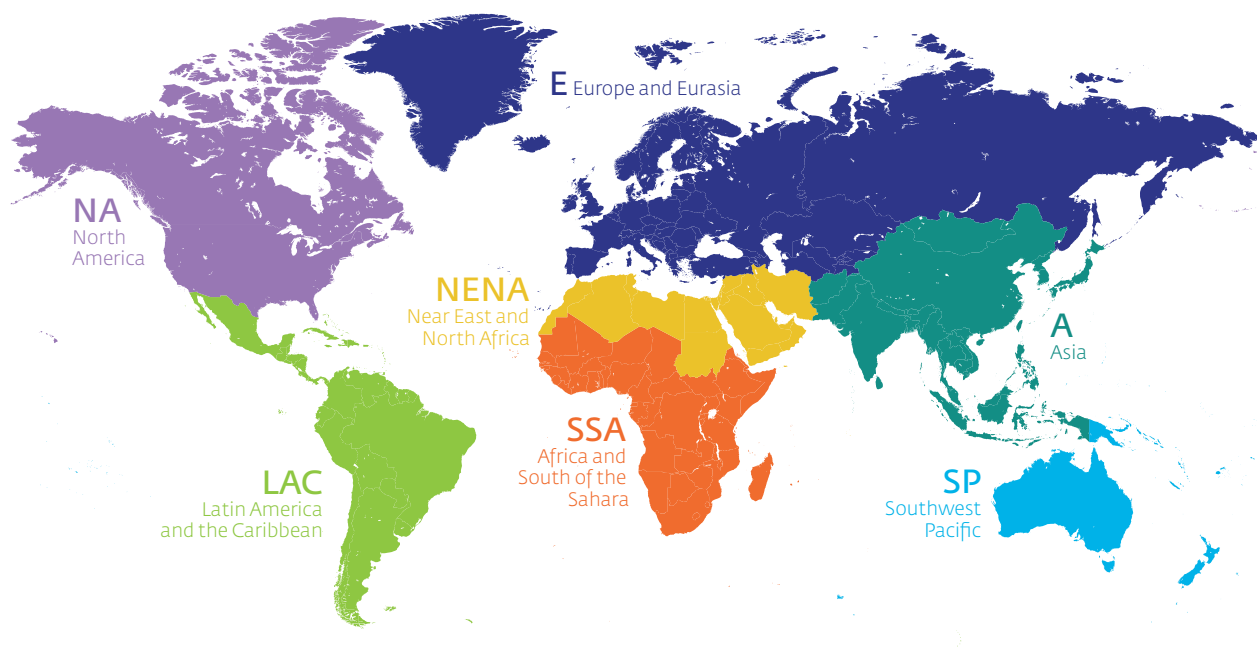 E Europe and Eurasia
NA
North
America
NENA
Near East and
North Africa
A
Asia
SSA
Africa and
South of the
Sahara
LAC
Latin America
and the Caribbean
SP
Southwest
Pacific